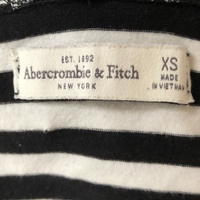 EST. 1892
Abercrombie & Fitch
NEW YORK
XS
MADE
IN VIETNAM